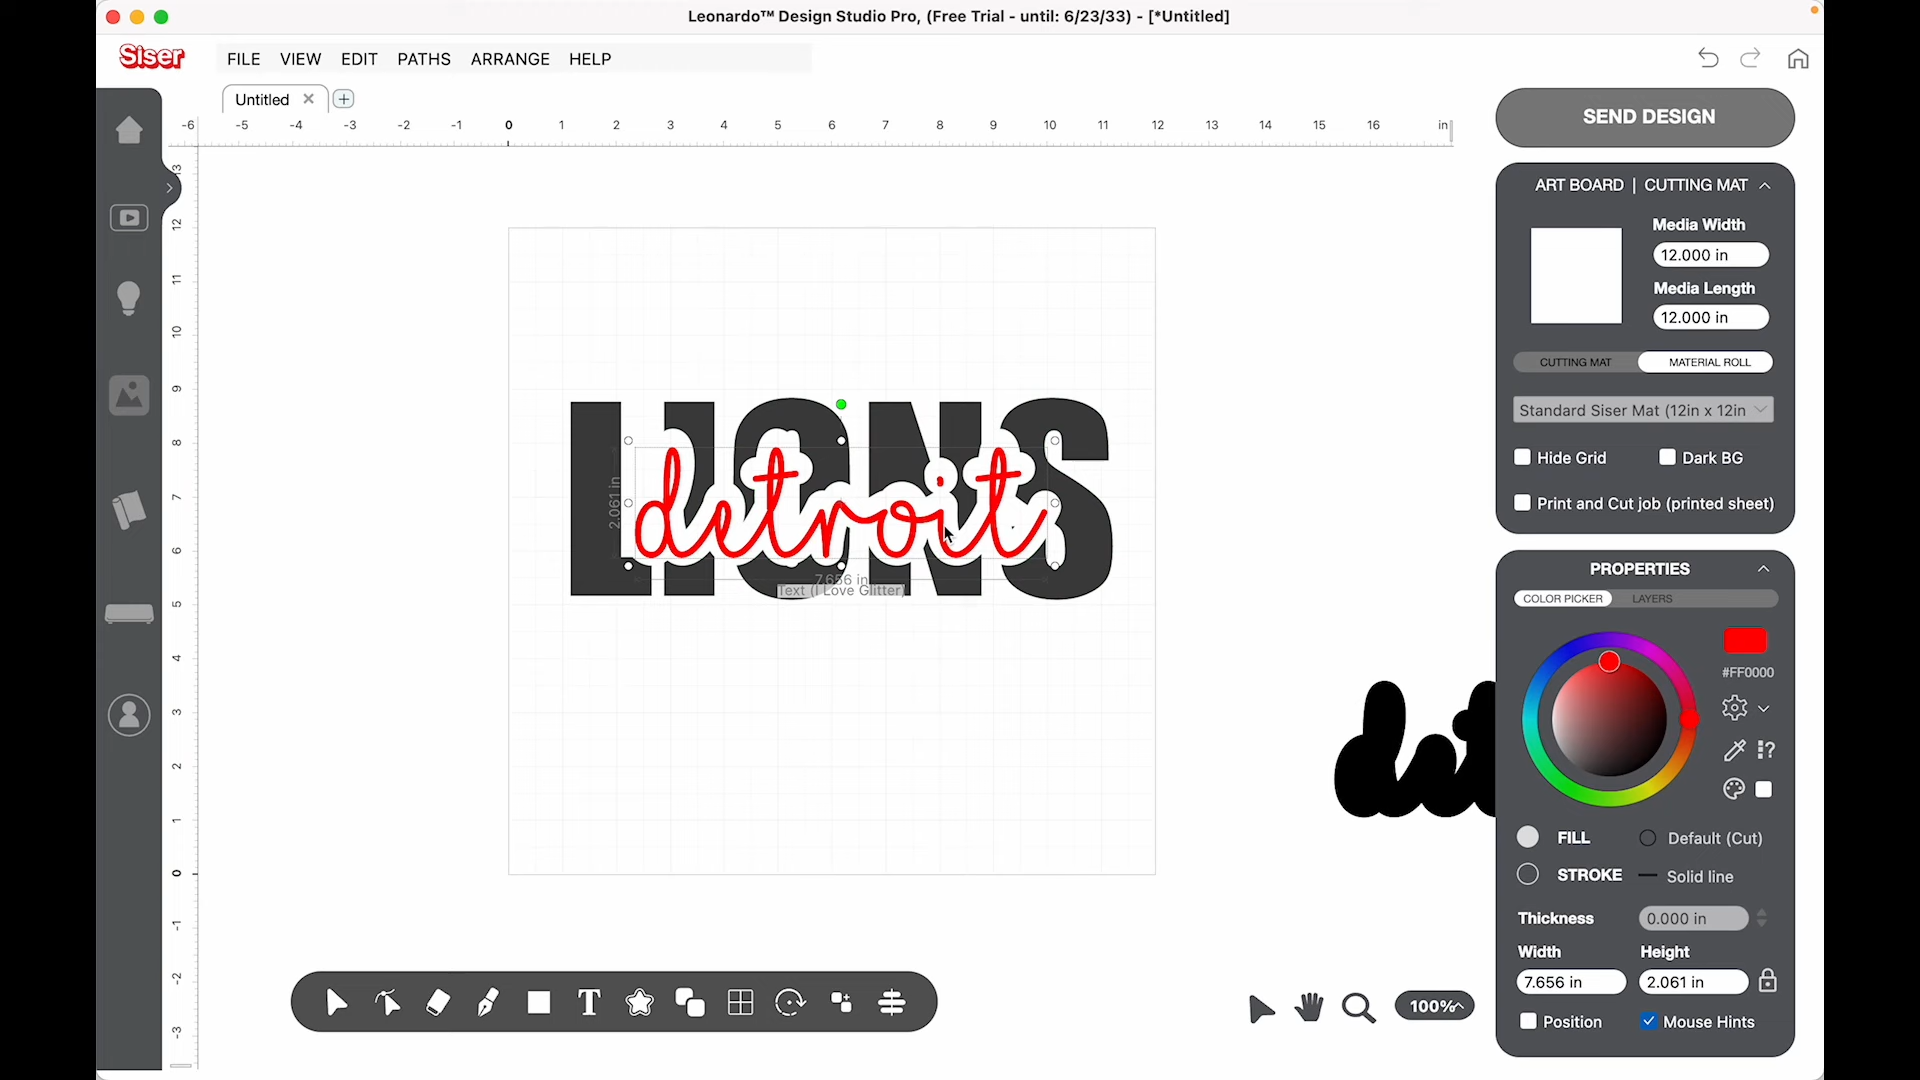 Leonardo™ Design Studio Pro, (Free Trial - until: 6/23/33) - [*Untitled]
Siser FILE VIEW EDIT PATHS ARRANGE HELP
Untitled
-6 -5 -4 -3 -2 -1 0 1 2 3 4 5 6 7 8 9 10 11 12 13 14 15 16 in
13
12
11
10
9
8
7
6
5
4
3
2
1
0
-1
-2
-3
LIONS
detroit
2.061 in
7.656 in
Text (I Love Glitter)
SEND DESIGN
ART BOARD | CUTTING MAT
Media Width
12.000 in
Media Length
12.000 in
CUTTING MAT MATERIAL ROLL
Standard Siser Mat (12in x 12in
Hide Grid Dark BG
Print and Cut job (printed sheet)
PROPERTIES
COLOR PICKER LAYERS
#FF0000
FILL Default (Cut)
STROKE Solid line
Thickness 0.000 in
Width Height
7.656 in 2.061 in
Position Mouse Hints
100%